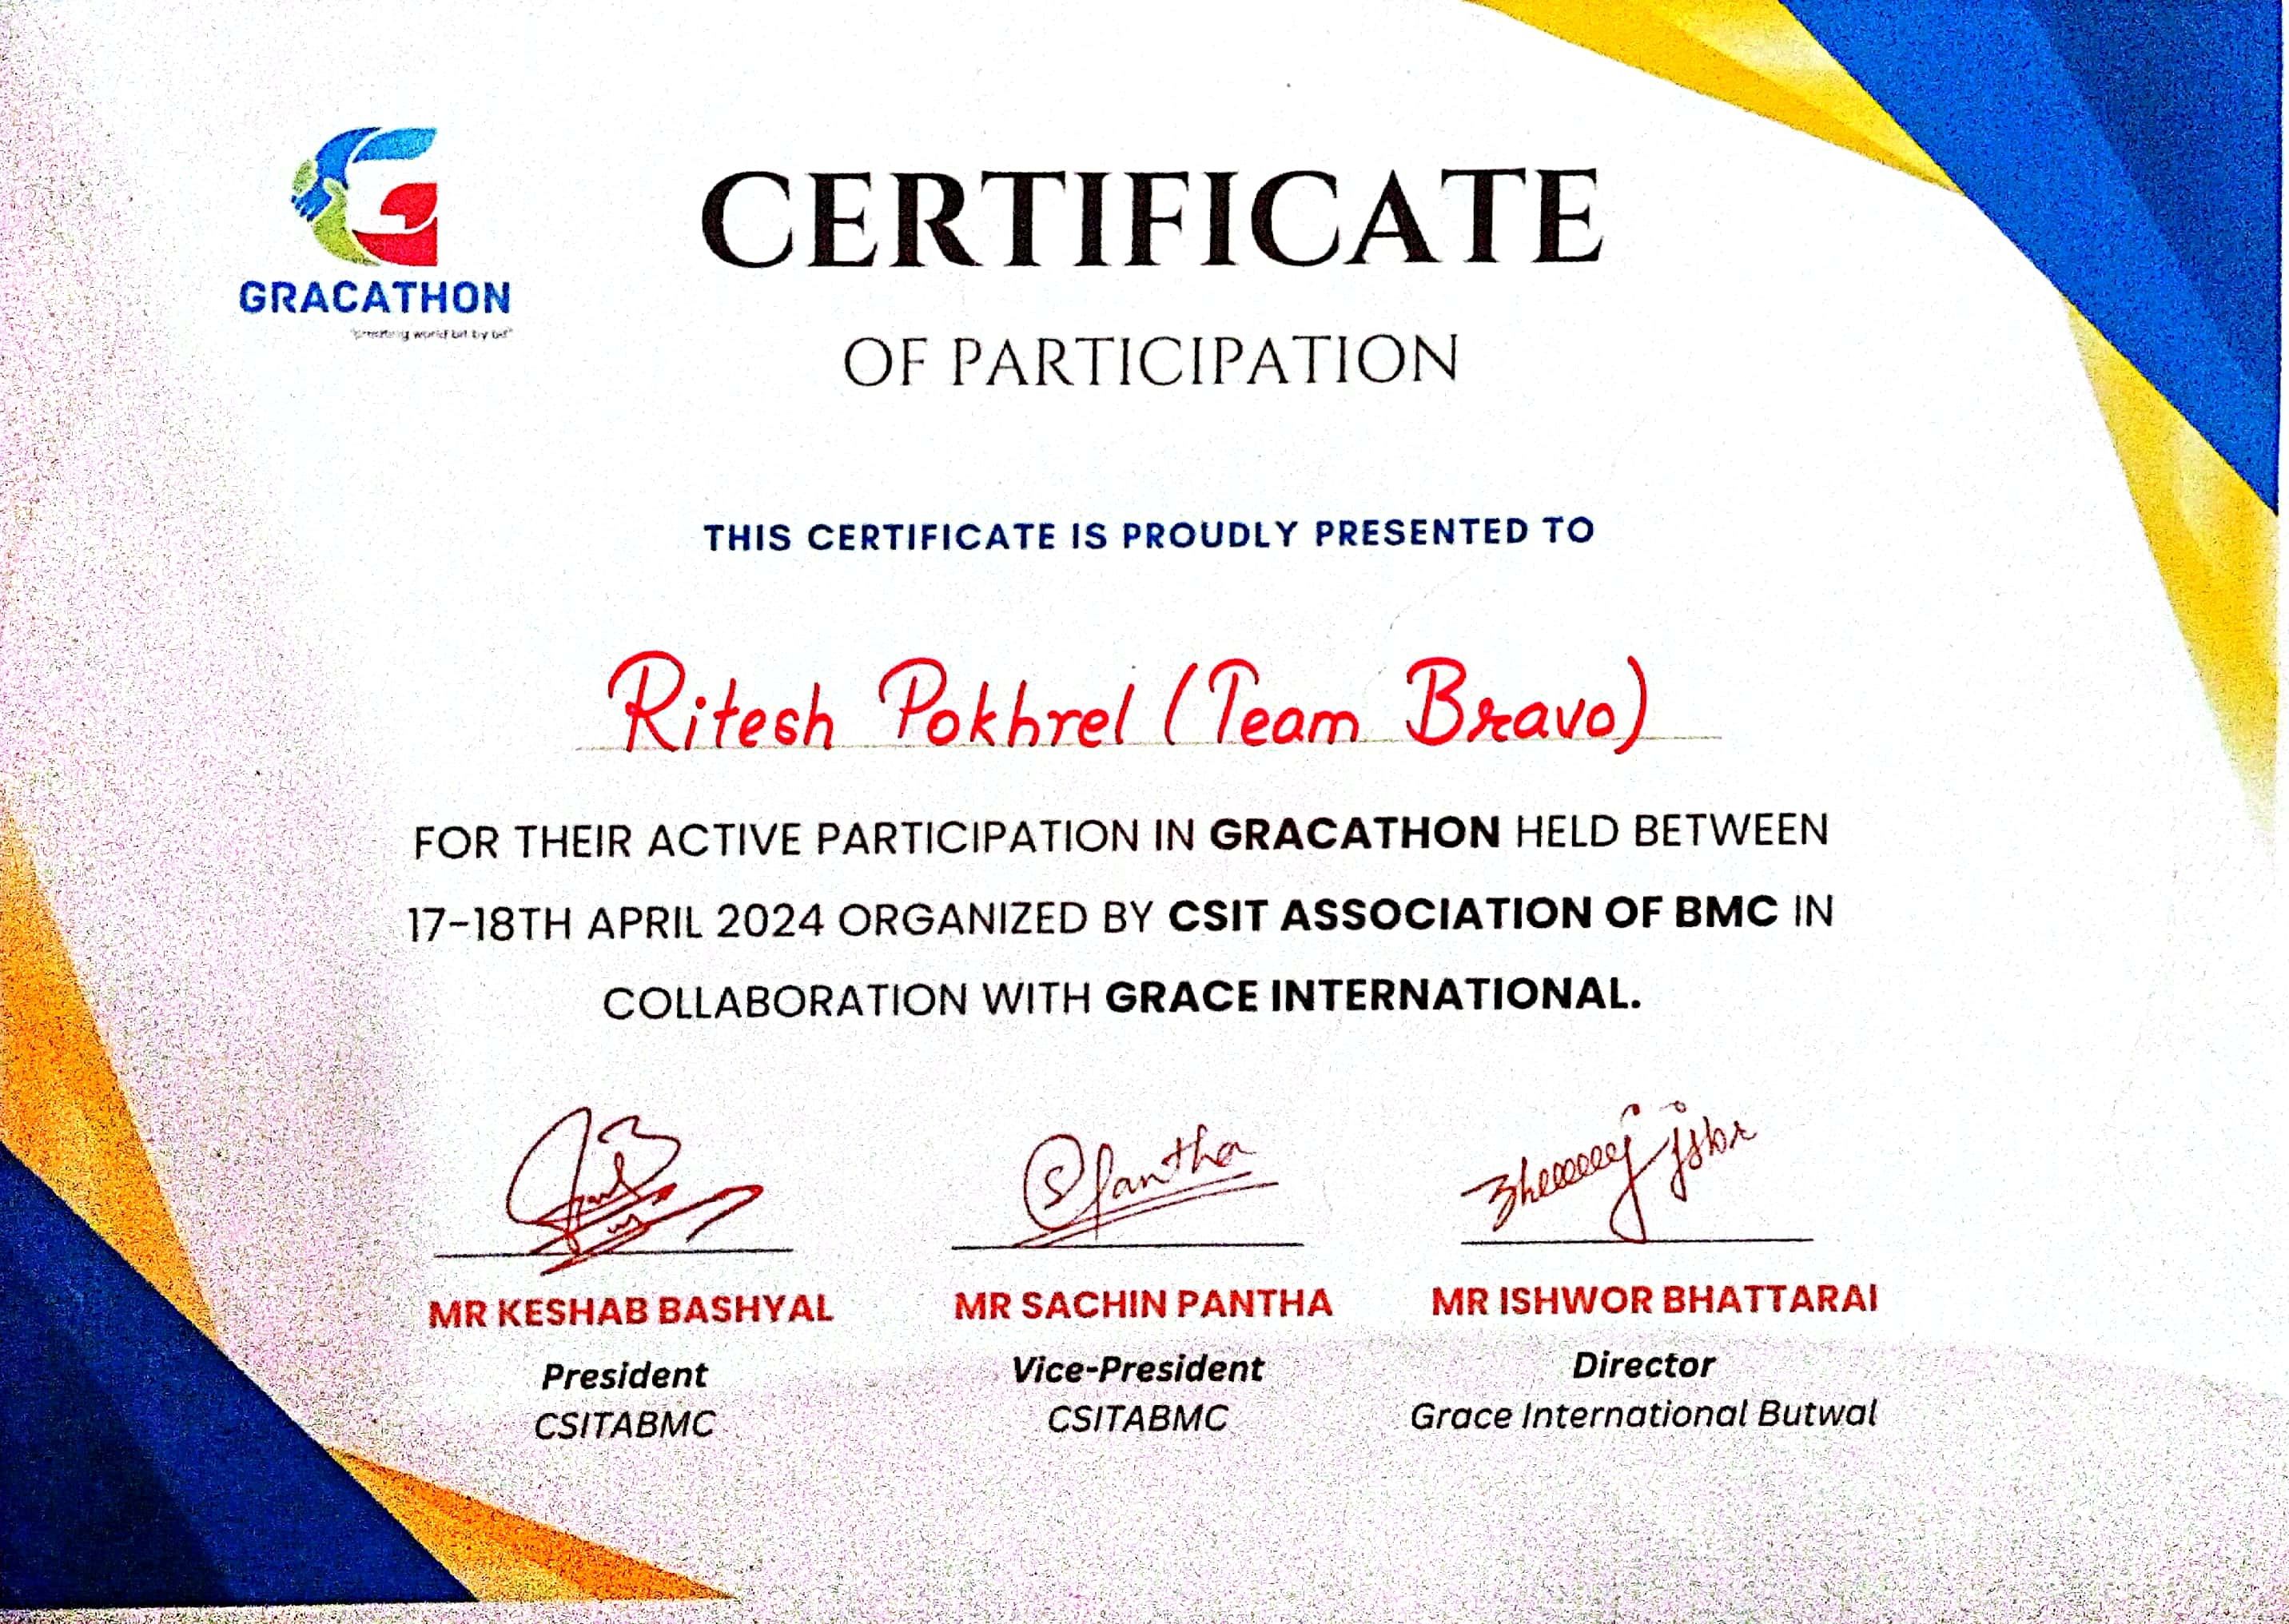 GRACATHON
world bit by bit"
CERTIFICATE
OF PARTICIPATION
THIS CERTIFICATE IS PROUDLY PRESENTED TO
Ritesh Pokhrel (Team Bravo)
FOR THEIR ACTIVE PARTICIPATION IN GRACATHON HELD BETWEEN
17-18TH APRIL 2024 ORGANIZED BY CSIT ASSOCIATION OF BMC IN
COLLABORATION WITH GRACE INTERNATIONAL.
SPantha
MR KESHAB BASHYAL
President
CSITABMC
MR SACHIN PANTHA
Vice-President
CSITABMC
MR ISHWOR BHATTARAI
Director
Grace International Butwal